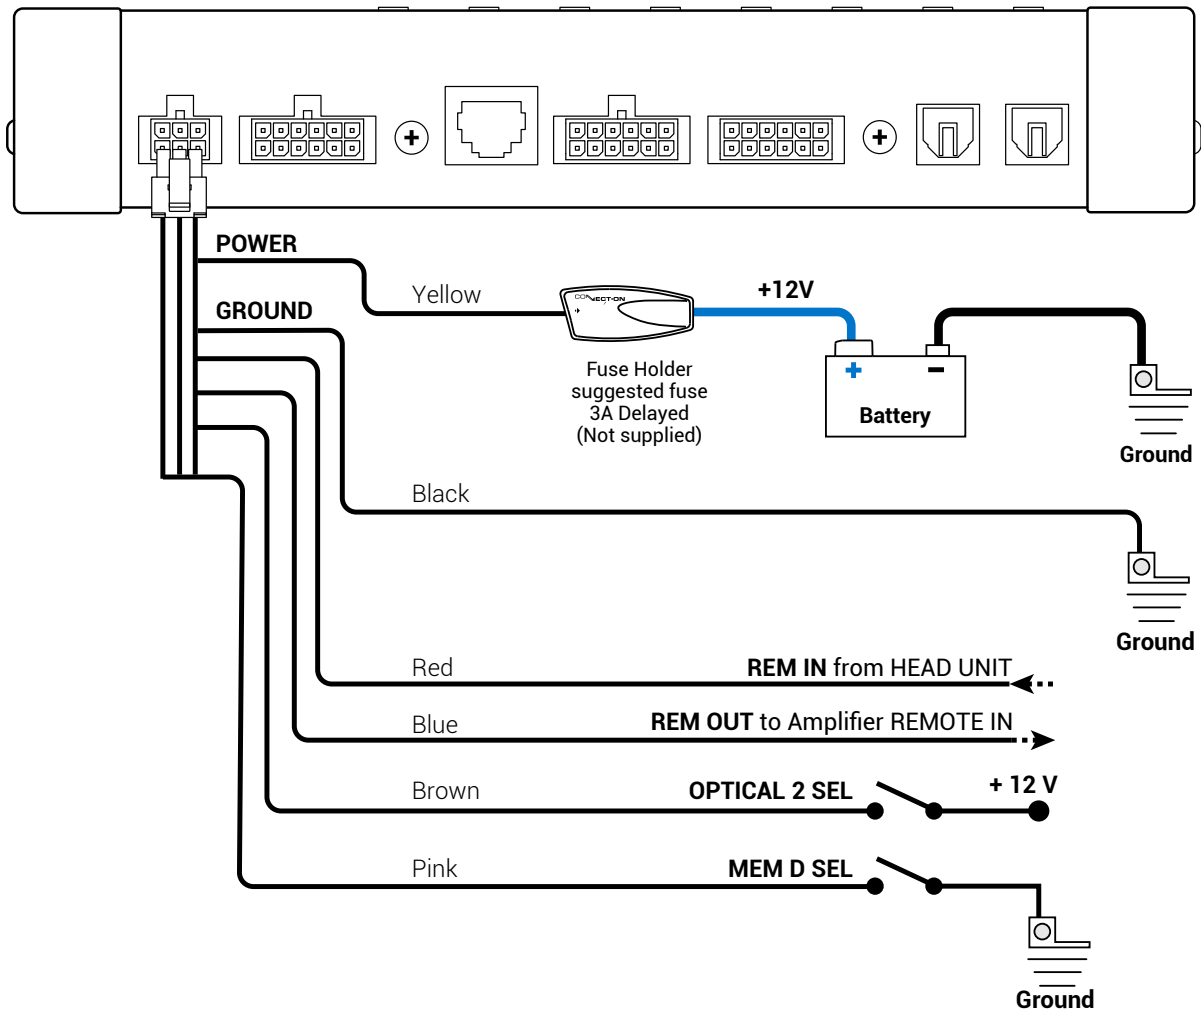 POWER
Yellow
CONNECTION
+12V
GROUND
Fuse Holder
suggested fuse
3A Delayed
(Not supplied)
+ −
Battery
Ground
Black
Ground
Red
REM IN from HEAD UNIT
Blue
REM OUT to Amplifier REMOTE IN
Brown
OPTICAL 2 SEL
+ 12 V
Pink
MEM D SEL
Ground